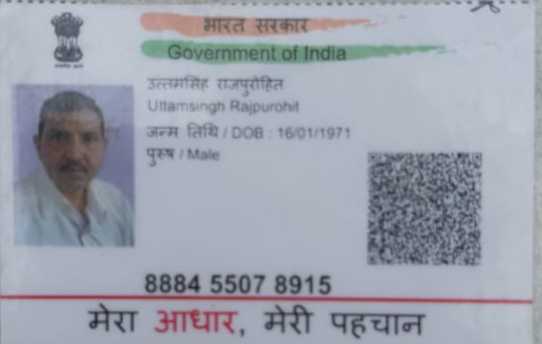 भारत सरकार
Government of India
उत्तमसिंह राजपुरोहित
Uttamsingh Rajpurohit
जन्म तिथि / DOB : 16/01/1971
पुरुष / Male
8884 5507 8915
मेरा आधार, मेरी पहचान